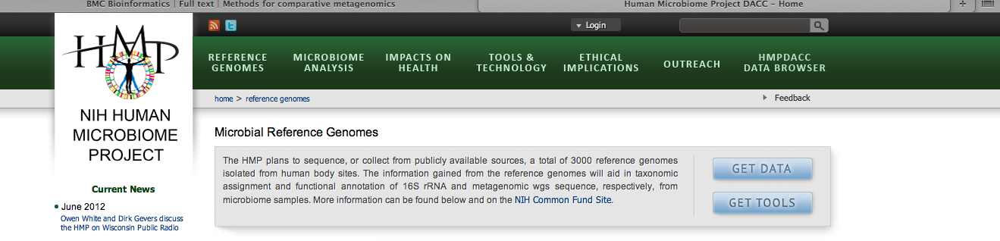 BMC Bioinformatics | Full text | Methods for comparative metagenomics
Human Microbiome Project DACC – Home
Login
HMP
NIH HUMAN
MICROBIOME
PROJECT
REFERENCE
GENOMES
MICROBIOME
ANALYSIS
IMPACTS ON
HEALTH
TOOLS &
TECHNOLOGY
ETHICAL
IMPLICATIONS
OUTREACH
HMPDACC
DATA BROWSER
home > reference genomes
Feedback
Microbial Reference Genomes
The HMP plans to sequence, or collect from publicly available sources, a total of 3000 reference genomes
isolated from human body sites. The information gained from the reference genomes will aid in taxonomic
assignment and functional annotation of 16S rRNA and metagenomic wgs sequence, respectively, from
microbiome samples. More information can be found below and on the NIH Common Fund Site.
GET DATA
GET TOOLS
Current News
June 2012
Owen White and Dirk Gevers discuss
the HMP on Wisconsin Public Radio